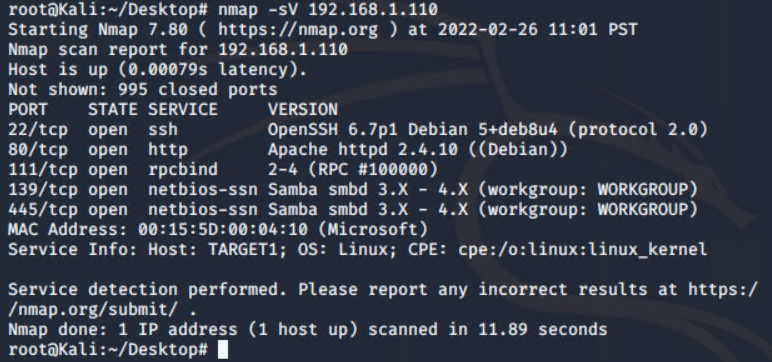 root@Kali:~/Desktop# nmap -sV 192.168.1.110
Starting Nmap 7.80 ( https://nmap.org ) at 2022-02-26 11:01 PST
Nmap scan report for 192.168.1.110
Host is up (0.00079s latency).
Not shown: 995 closed ports
PORT    STATE SERVICE     VERSION
22/tcp  open  ssh         OpenSSH 6.7p1 Debian 5+deb8u4 (protocol 2.0)
80/tcp  open  http        Apache httpd 2.4.10 ((Debian))
111/tcp open  rpcbind     2-4 (RPC #100000)
139/tcp open  netbios-ssn Samba smbd 3.X - 4.X (workgroup: WORKGROUP)
445/tcp open  netbios-ssn Samba smbd 3.X - 4.X (workgroup: WORKGROUP)
MAC Address: 00:15:5D:00:04:10 (Microsoft)
Service Info: Host: TARGET1; OS: Linux; CPE: cpe:/o:linux:linux_kernel

Service detection performed. Please report any incorrect results at https:/
/nmap.org/submit/ .
Nmap done: 1 IP address (1 host up) scanned in 11.89 seconds
root@Kali:~/Desktop#